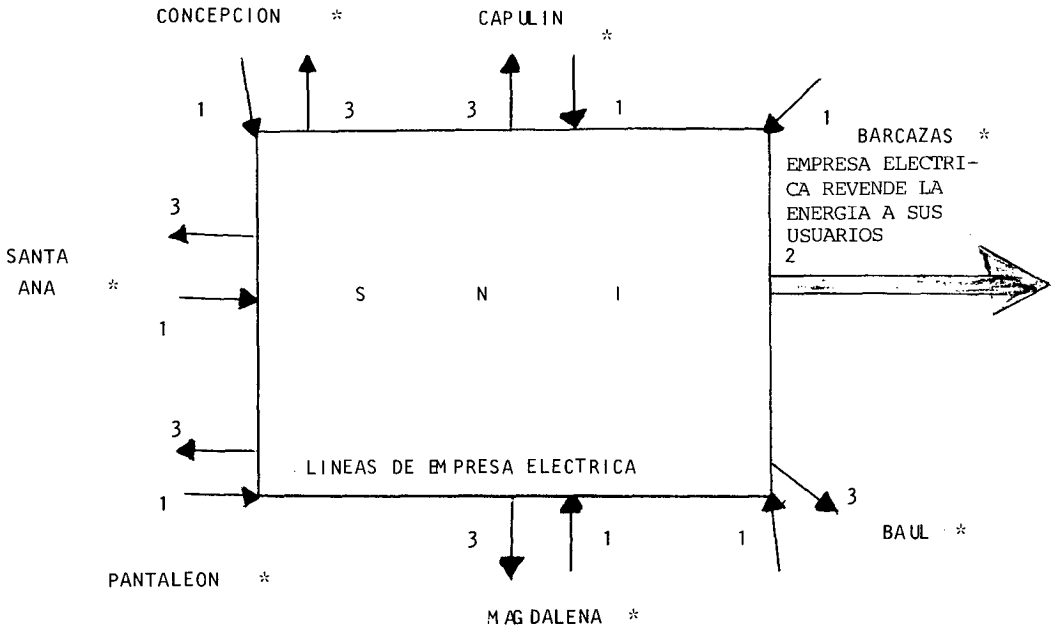 CONCEPCION *
CAPULIN *
1 3 3 1 1
BARCAZAS *
EMPRESA ELECTRI-
CA REVENDE LA
ENERGIA A SUS
USUARIOS
2
3
SANTA
ANA *
1
S N I
3
1
LINEAS DE EMPRESA ELECTRICA
3 1 1 3
BAUL *
PANTALEON *
MAGDALENA *